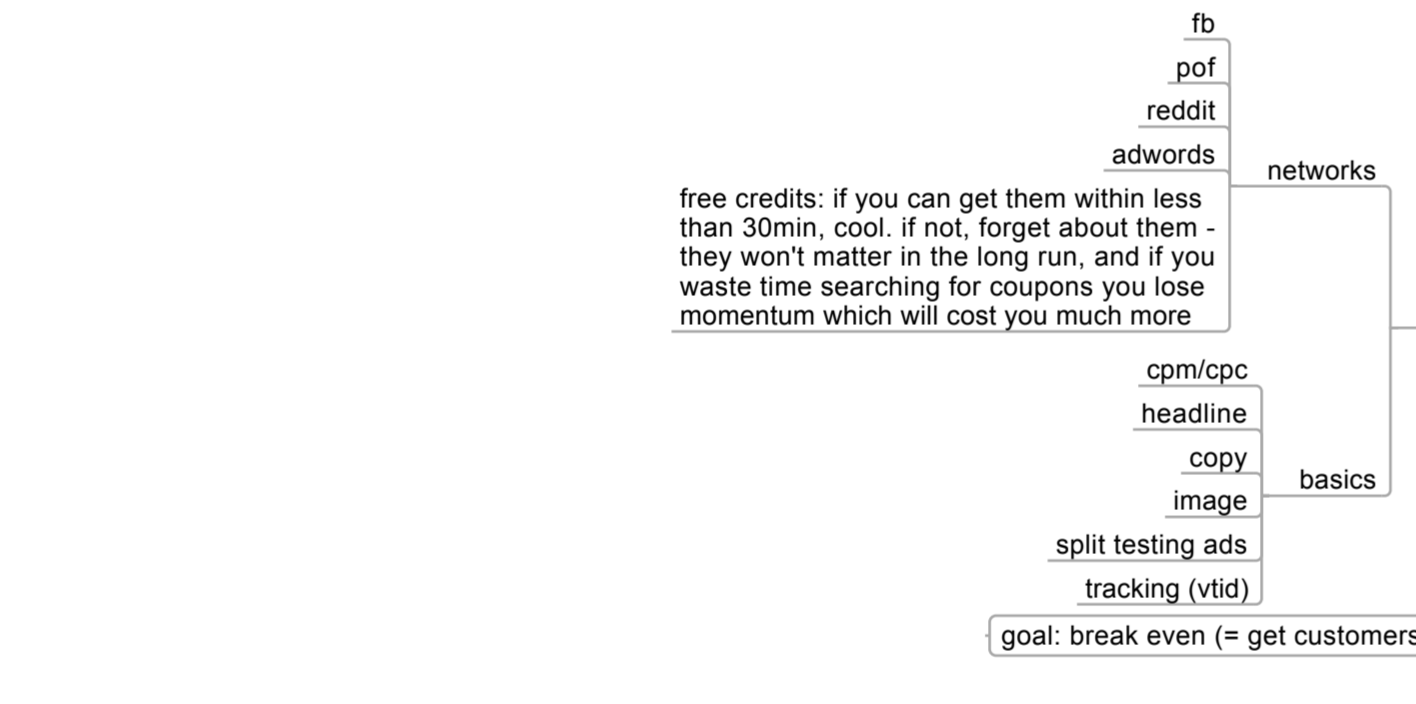 fb
pof
reddit
adwords
networks
free credits: if you can get them within less
than 30min, cool. if not, forget about them -
they won't matter in the long run, and if you
waste time searching for coupons you lose
momentum which will cost you much more
cpm/cpc
headline
copy
basics
image
split testing ads
tracking (vtid)
goal: break even (= get customers